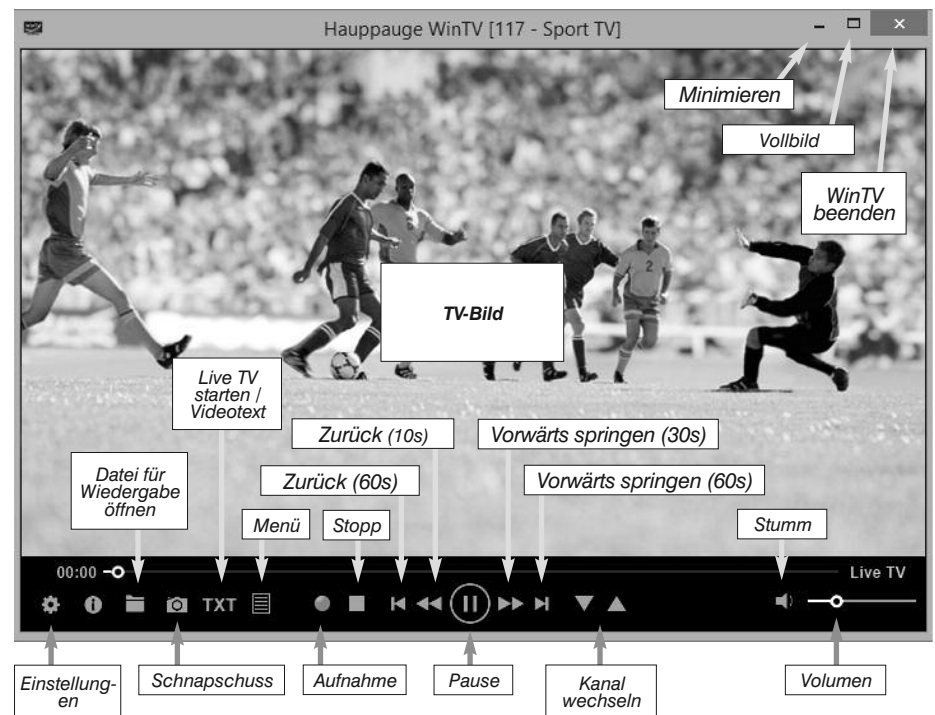 Hauppauge WinTV [117 - Sport TV]
Minimieren
Vollbild
WinTV
beenden
TV-Bild
2
Live TV
starten /
Videotext
Zurück (10s)
Vorwärts springen (30s)
Datei für
Wiedergabe
öffnen
Zurück (60s)
Vorwärts springen (60s)
Menü
Stopp
Stumm
00:00
Live TV
TXT
Einstellung-
en
Schnapschuss
Aufnahme
Pause
Kanal
wechseln
Volumen